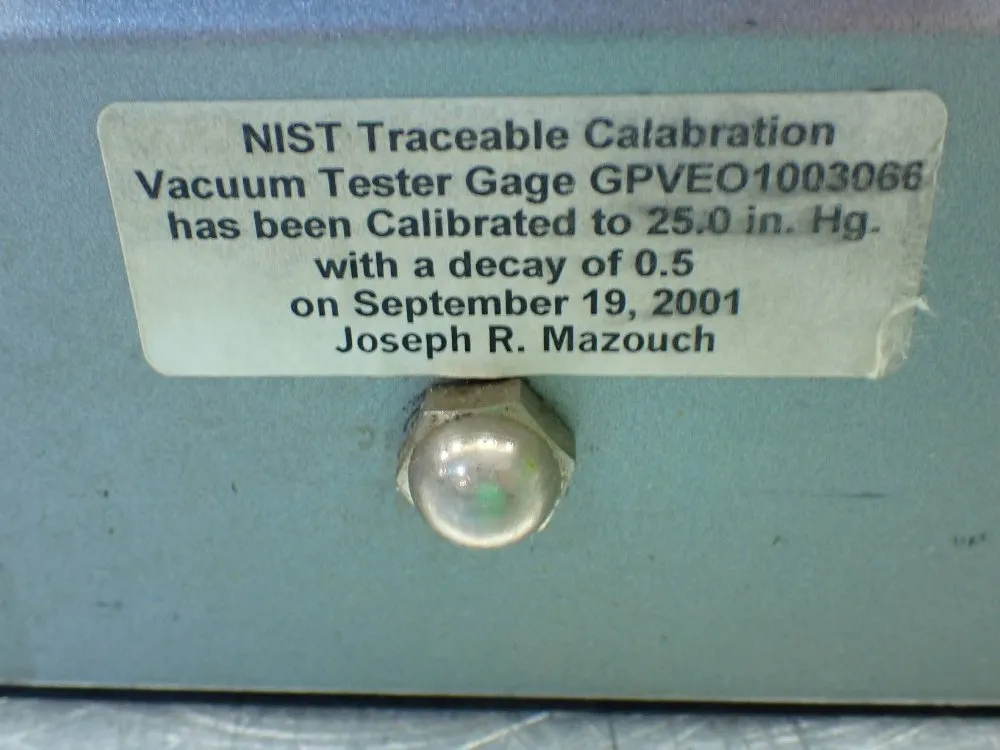 NIST Traceable Calabration
Vacuum Tester Gage GPVEO1003066
has been Calibrated to 25.0 in. Hg.
with a decay of 0.5
on September 19, 2001
Joseph R. Mazouch